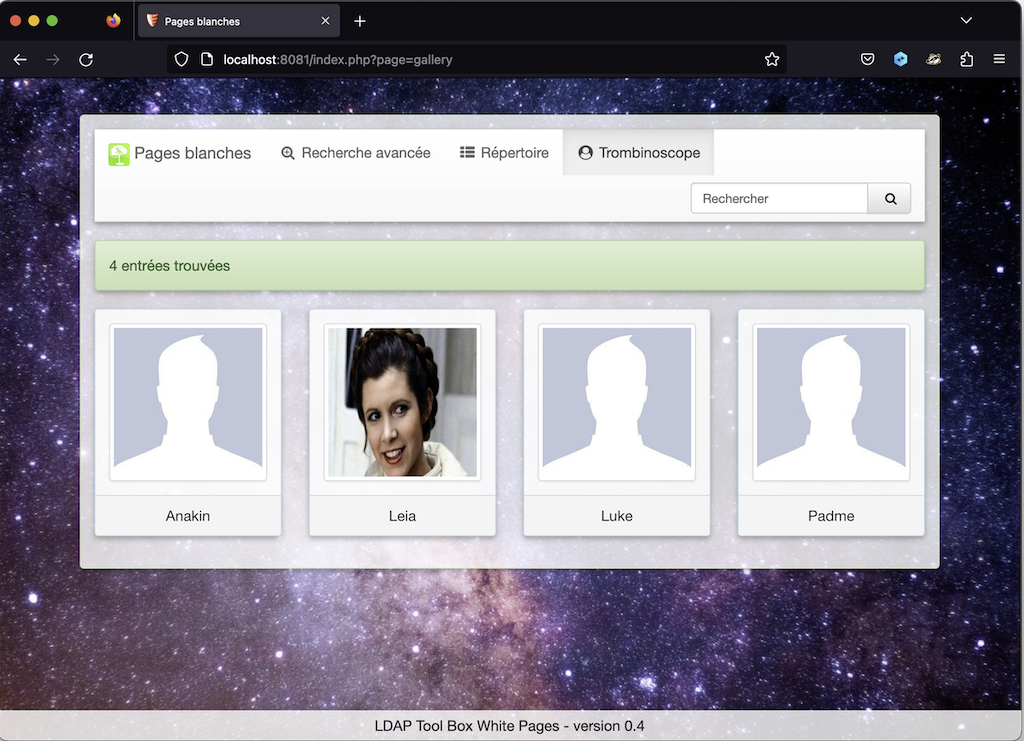 Pages blanches
localhost:8081/index.php?page=gallery
Pages blanches
Recherche avancée
Répertoire
Trombinoscope
Rechercher
4 entrées trouvées
Anakin
Leia
Luke
Padme
LDAP Tool Box White Pages - version 0.4